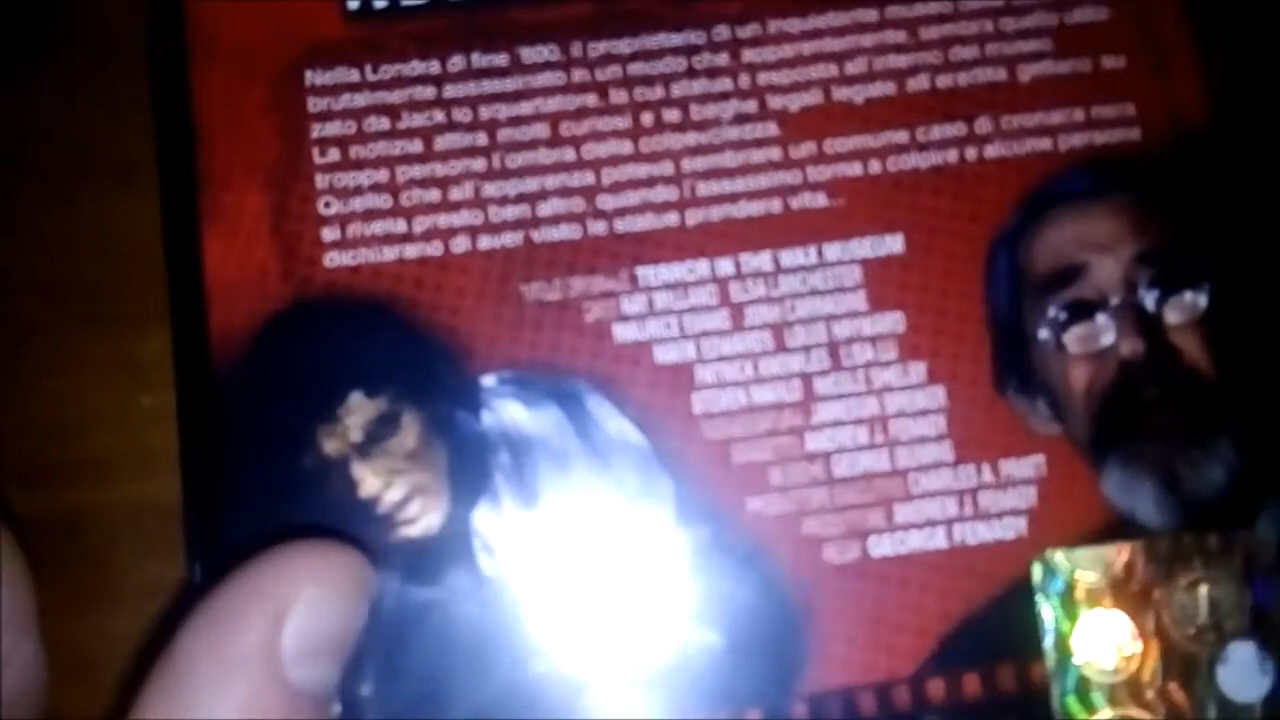 Nella Londra di fine '800, il proprietario di un inquietante
brutalmente assassinato in un modo che, apparentemente, sembra quello utiliz-
zato da Jack lo squartatore, la cui statua è esposta all'interno del museo.
La notizia attira molti curiosi e le beghe legali legate all'eredità gettano su
troppe persone l'ombra della colpevolezza.
Quello che all'apparenza poteva sembrare un comune caso di cronaca nera
si rivela presto ben altro, quando l'assassino torna a colpire e alcune persone
dichiarano di aver visto le statue prendere vita...
TERROR IN THE WAX MUSEUM
RAY MILLAND ELSA LANCHESTER
MAURICE EVANS JOHN CARRADINE
MARK EDWARDS LOUIS HAYWARD
PATRICK KNOWLES LISA LU
STEVEN MARLO NICOLE SHELBY
ANDREW J. FENADY
GEORGE
CHARLES A. PRATT
ANDREW J. FENADY
GEORGE FENADY